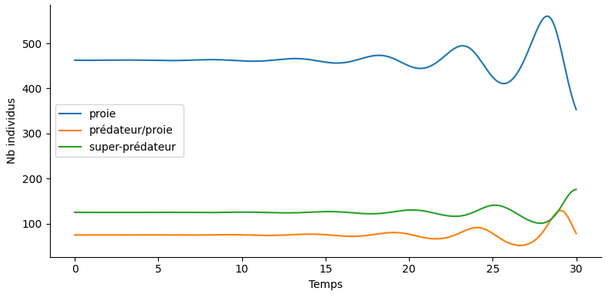 Nb individus
500
400
300
200
100
proie
prédateur/proie
super-prédateur
0 5 10 15 20 25 30
Temps